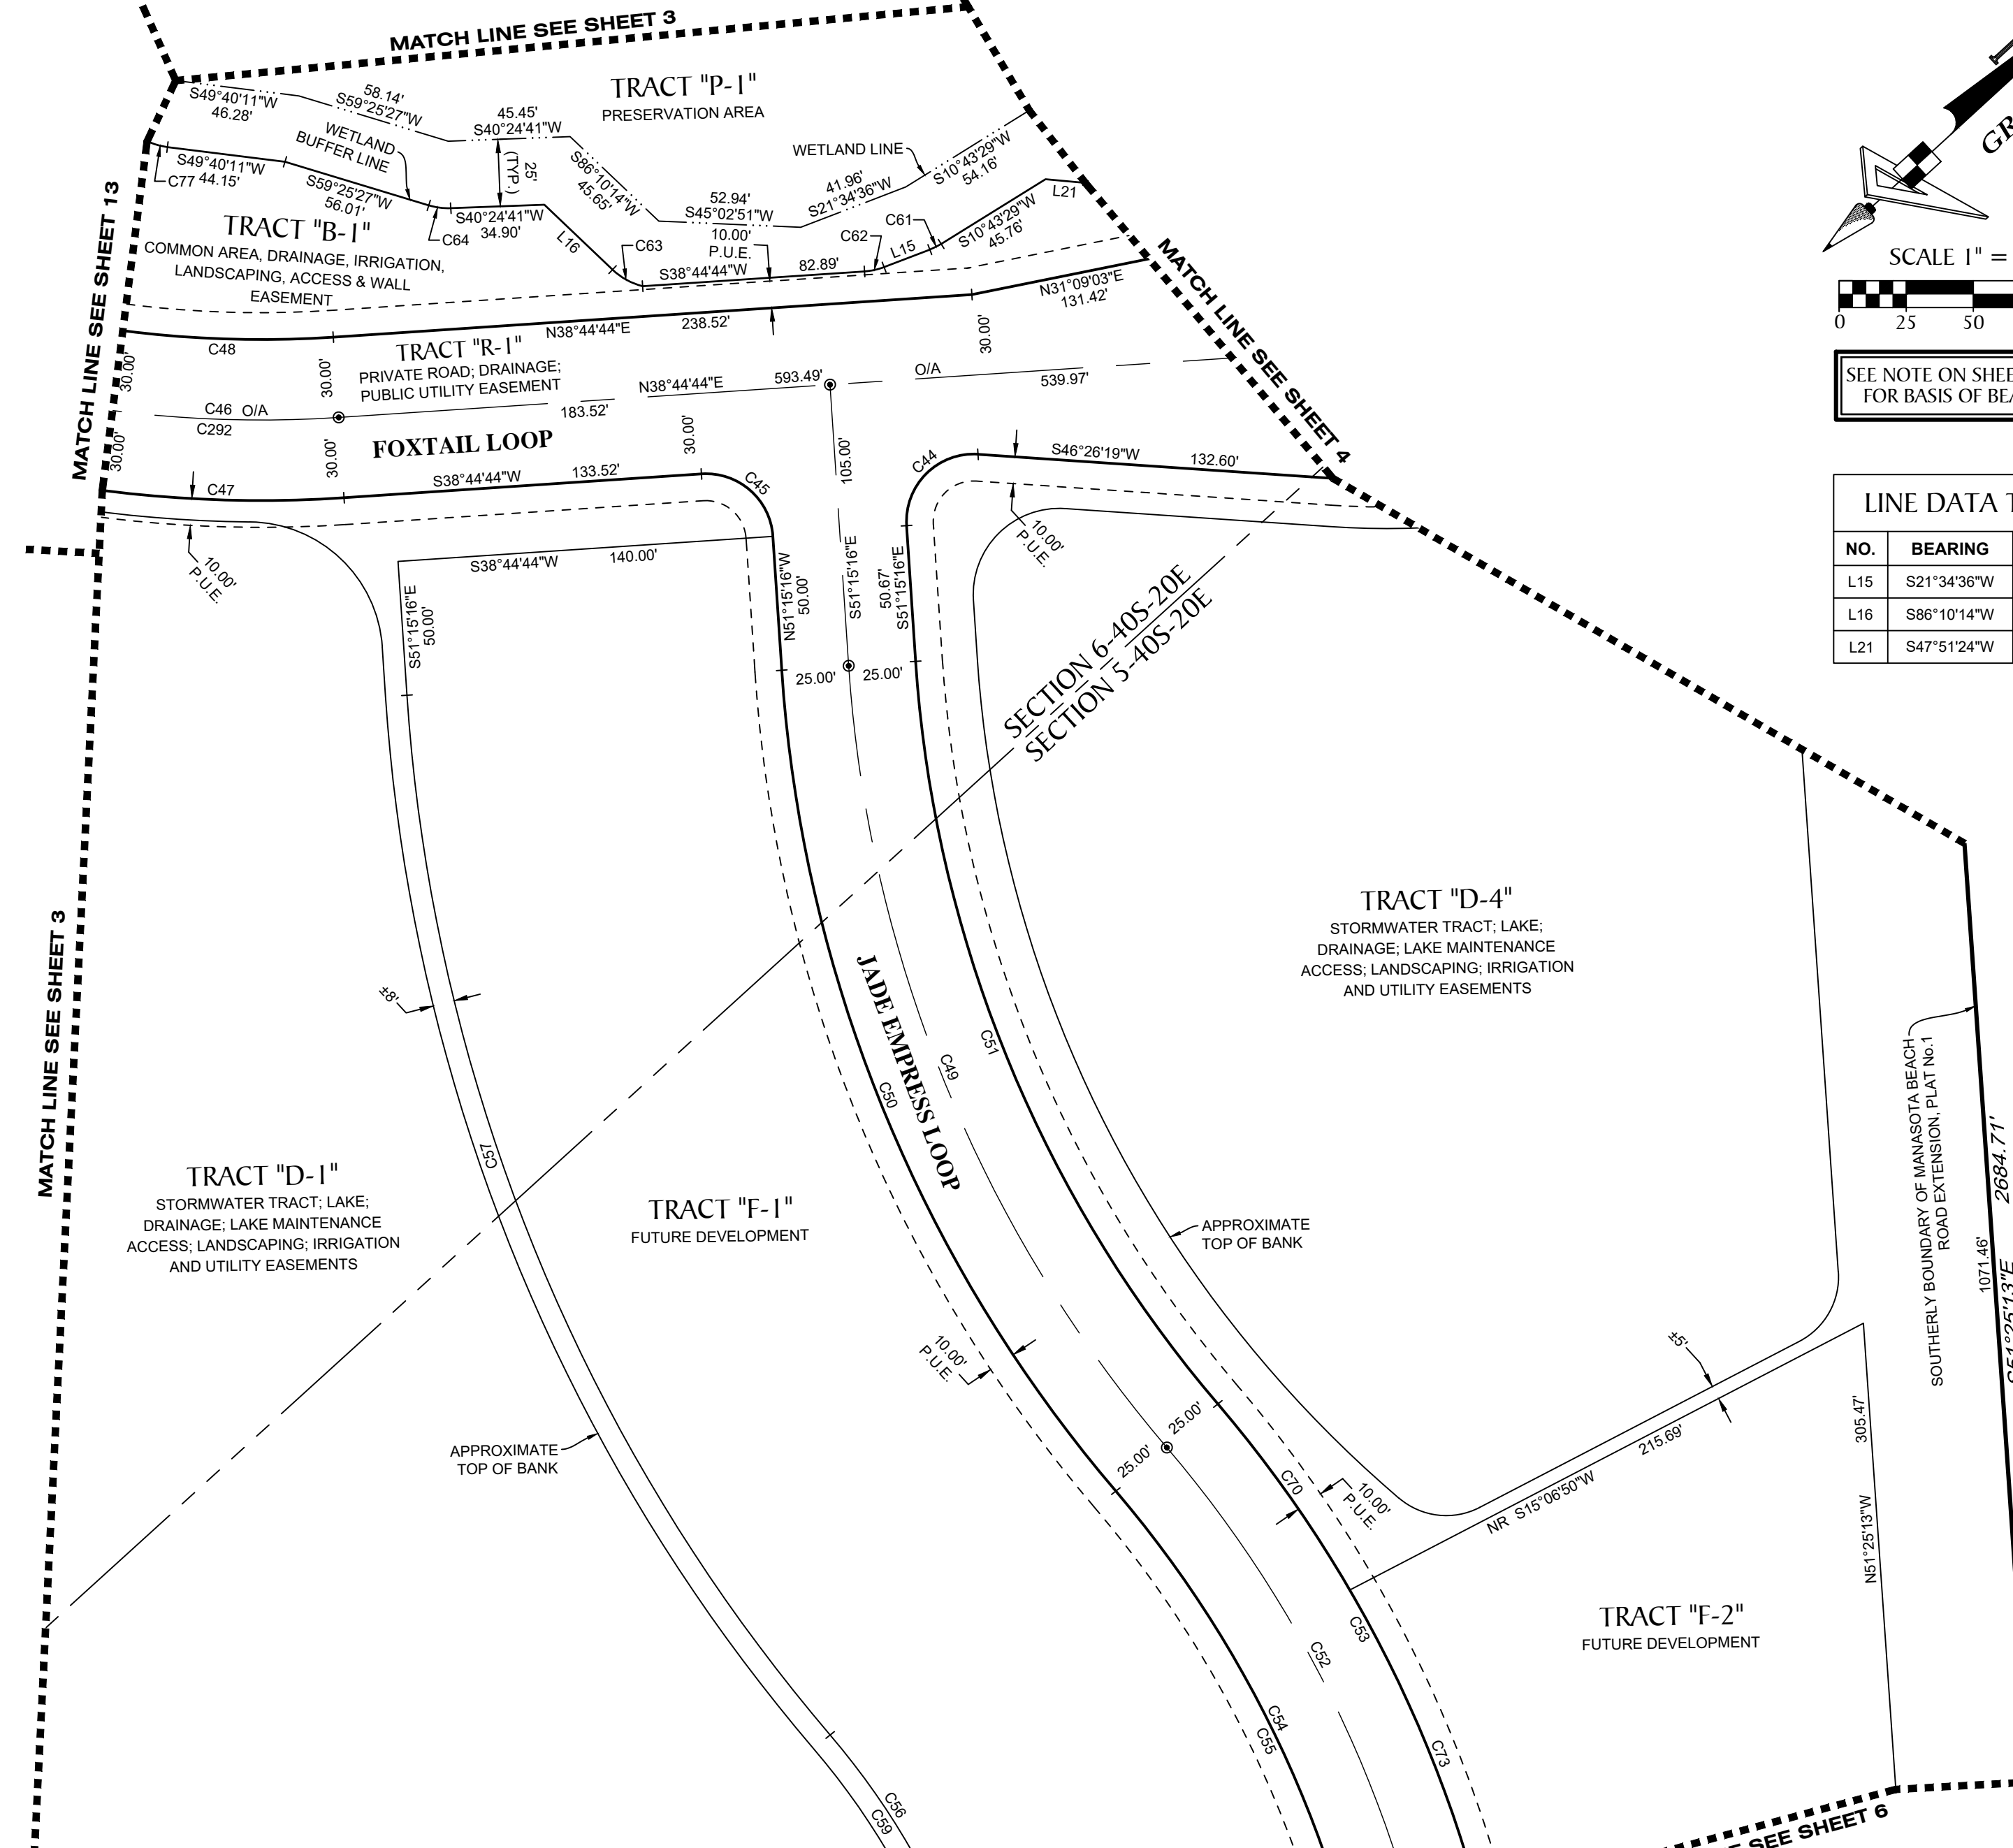 MATCH LINE SEE SHEET 3
TRACT "P-1"
PRESERVATION AREA
S49°40'11"W
46.28'
58.14'
S59°25'27"W
45.45'
S40°24'41"W
WETLAND
BUFFER LINE
25'
(TYP.)
S86°10'14"W
45.65'
WETLAND LINE
S10°43'29"W
54.16'
41.96'
S21°34'36"W
52.94'
S45°02'51"W
C77
S49°40'11"W
44.15'
S59°25'27"W
56.01'
C64
S40°24'41"W
34.90'
L16
C63
10.00'
P.U.E.
S38°44'44"W
82.89'
C62
C61
L15
S10°43'29"W
45.76'
L21
TRACT "B-1"
COMMON AREA, DRAINAGE, IRRIGATION,
LANDSCAPING, ACCESS & WALL
EASEMENT
MATCH LINE SEE SHEET 13
MATCH LINE SEE SHEET 4
C48
N38°44'44"E
238.52'
N31°09'03"E
131.42'
30.00'
30.00'
30.00'
TRACT "R-1"
PRIVATE ROAD; DRAINAGE;
PUBLIC UTILITY EASEMENT
N38°44'44"E
593.49'
O/A
539.97'
C46 O/A
C292
183.52'
30.00'
30.00'
30.00'
FOXTAIL LOOP
C47
S38°44'44"W
133.52'
C45
105.00'
C44
S46°26'19"W
132.60'
10.00'
P.U.E.
10.00'
P.U.E.
S38°44'44"W
140.00'
S51°15'16"E
50.00'
N51°15'16"W
50.00'
S51°15'16"E
50.67'
S51°15'16"E
25.00'
25.00'
SECTION 6-40S-20E
SECTION 5-40S-20E
GR
SCALE 1" =
0
25
50
SEE NOTE ON SHEE
FOR BASIS OF BEA
LINE DATA T
NO.
BEARING
L15
S21°34'36"W
L16
S86°10'14"W
L21
S47°51'24"W
TRACT "D-4"
STORMWATER TRACT; LAKE;
DRAINAGE; LAKE MAINTENANCE
ACCESS; LANDSCAPING; IRRIGATION
AND UTILITY EASEMENTS
MATCH LINE SEE SHEET 3
±8'
JADE EMPRESS LOOP
C51
C49
C50
C57
TRACT "D-1"
STORMWATER TRACT; LAKE;
DRAINAGE; LAKE MAINTENANCE
ACCESS; LANDSCAPING; IRRIGATION
AND UTILITY EASEMENTS
TRACT "F-1"
FUTURE DEVELOPMENT
APPROXIMATE
TOP OF BANK
SOUTHERLY BOUNDARY OF MANASOTA BEACH
ROAD EXTENSION, PLAT No.1
1071.46'
2684.71'
S51°25'13"E
10.00'
P.U.E.
±5'
215.69'
NR S15°06'50"W
305.47'
N51°25'13"W
25.00'
25.00'
APPROXIMATE
TOP OF BANK
C70
10.00'
P.U.E.
C53
C52
TRACT "F-2"
FUTURE DEVELOPMENT
C54
C55
C73
C56
C59
E SEE SHEET 6